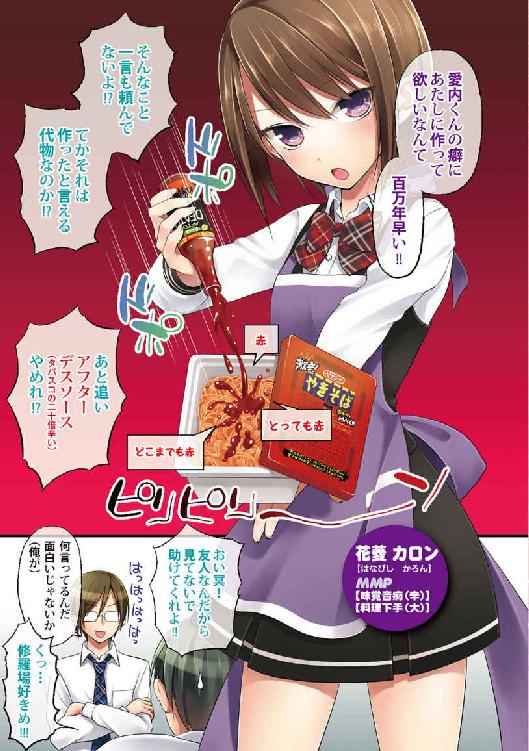 愛内くんの癖に
あたしに作って
欲しいなんて
百万年早い!!
そんなこと
一言も頼んで
ないよ!?
てかそれは
作ったと言える
代物なのか!?
ドピュ
ドピュ
あと追い
アフター
デスソース
(タバスコの二十倍辛い)
やめれ!?
赤
とっても赤
どこまでも赤
激辛!
やきそば
ピリピリーッ
花菱 カロン
【はなびし かろん】
MMP
【味覚音痴(辛)】
【料理下手(大)】
おい冥!
友人なんだから
見てないで
助けてくれよ!!
はっはっはっはっ
何言ってるんだ
面白いじゃないか
(俺が)
くっ…
修羅場好きめ!!!